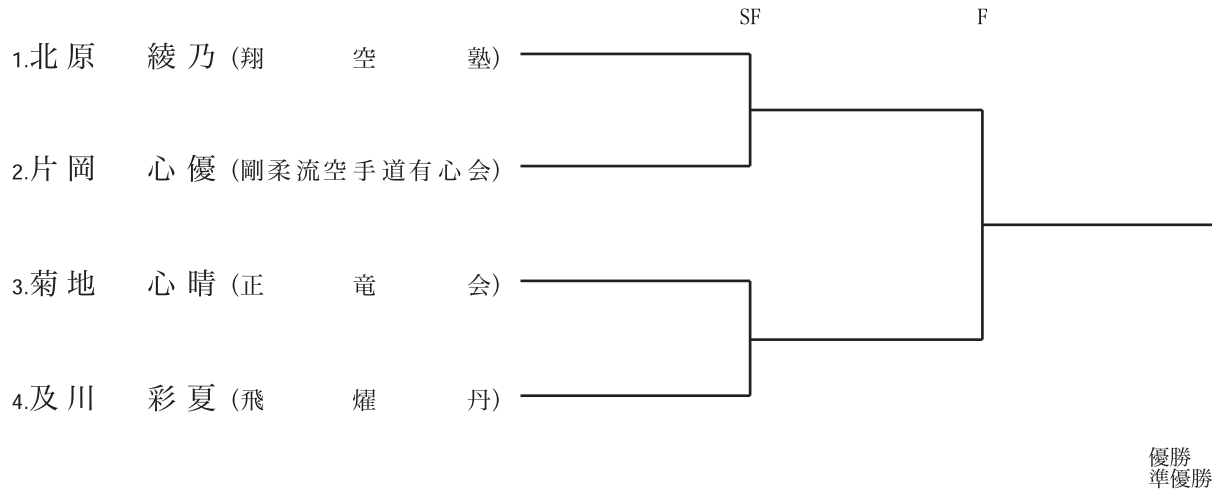 SF F
1.北原 綾乃 (翔空塾)
2.片岡 心優 (剛柔流空手道有心会)
3.菊地 心晴 (正竜会)
4.及川 彩夏 (飛燿丹)
優勝
準優勝